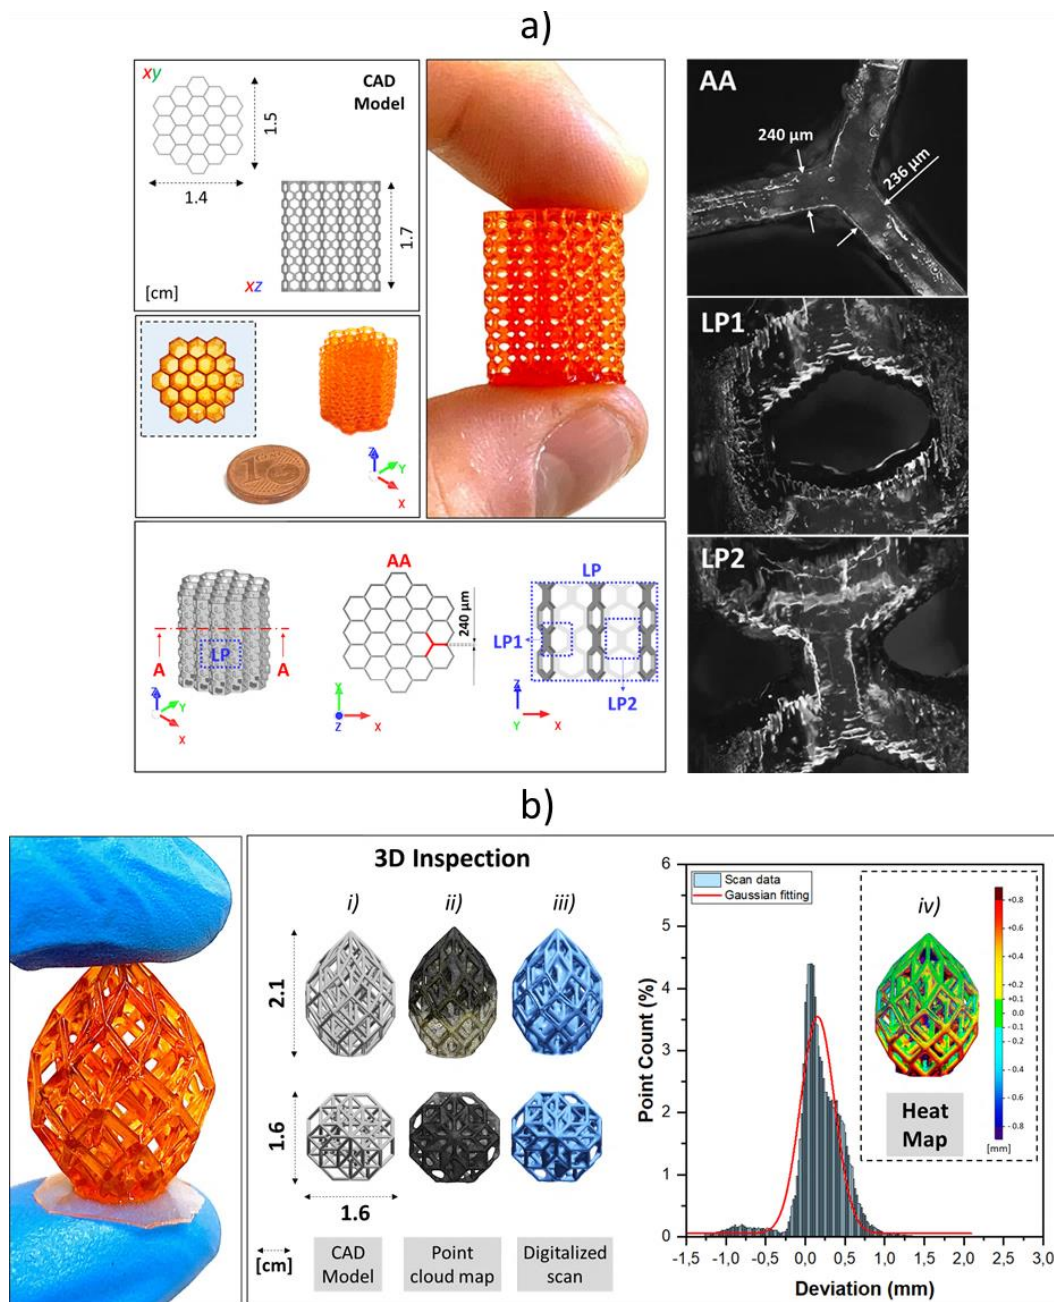 a)
xy
CAD
Model
1.5
1.4
1.7
xz
[cm]
AA
240 µm
236 µm
LP1
LP2
1
Z
Y
X
AA
LP
240 µm
LP1
LP
A
A
LP2
Z
Y
X
Y
Z
X
Z
Y
X
b)
3D Inspection
i)
ii)
iii)
2.1
1.6
1.6
[cm]
CAD
Model
Point
cloud map
Digitalized
scan
Scan data
Gaussian fitting
6
5
4
3
2
1
0
Point Count (%)
-1,5
-1,0
-0,5
0,0
0,5
1,0
1,5
2,0
3,0
Deviation (mm)
iv)
+0.8
+0.6
+0.4
+0.2
+0.1
- 0.1
- 0.2
- 0.4
- 0.6
- 0.8
[mm]
Heat
Map